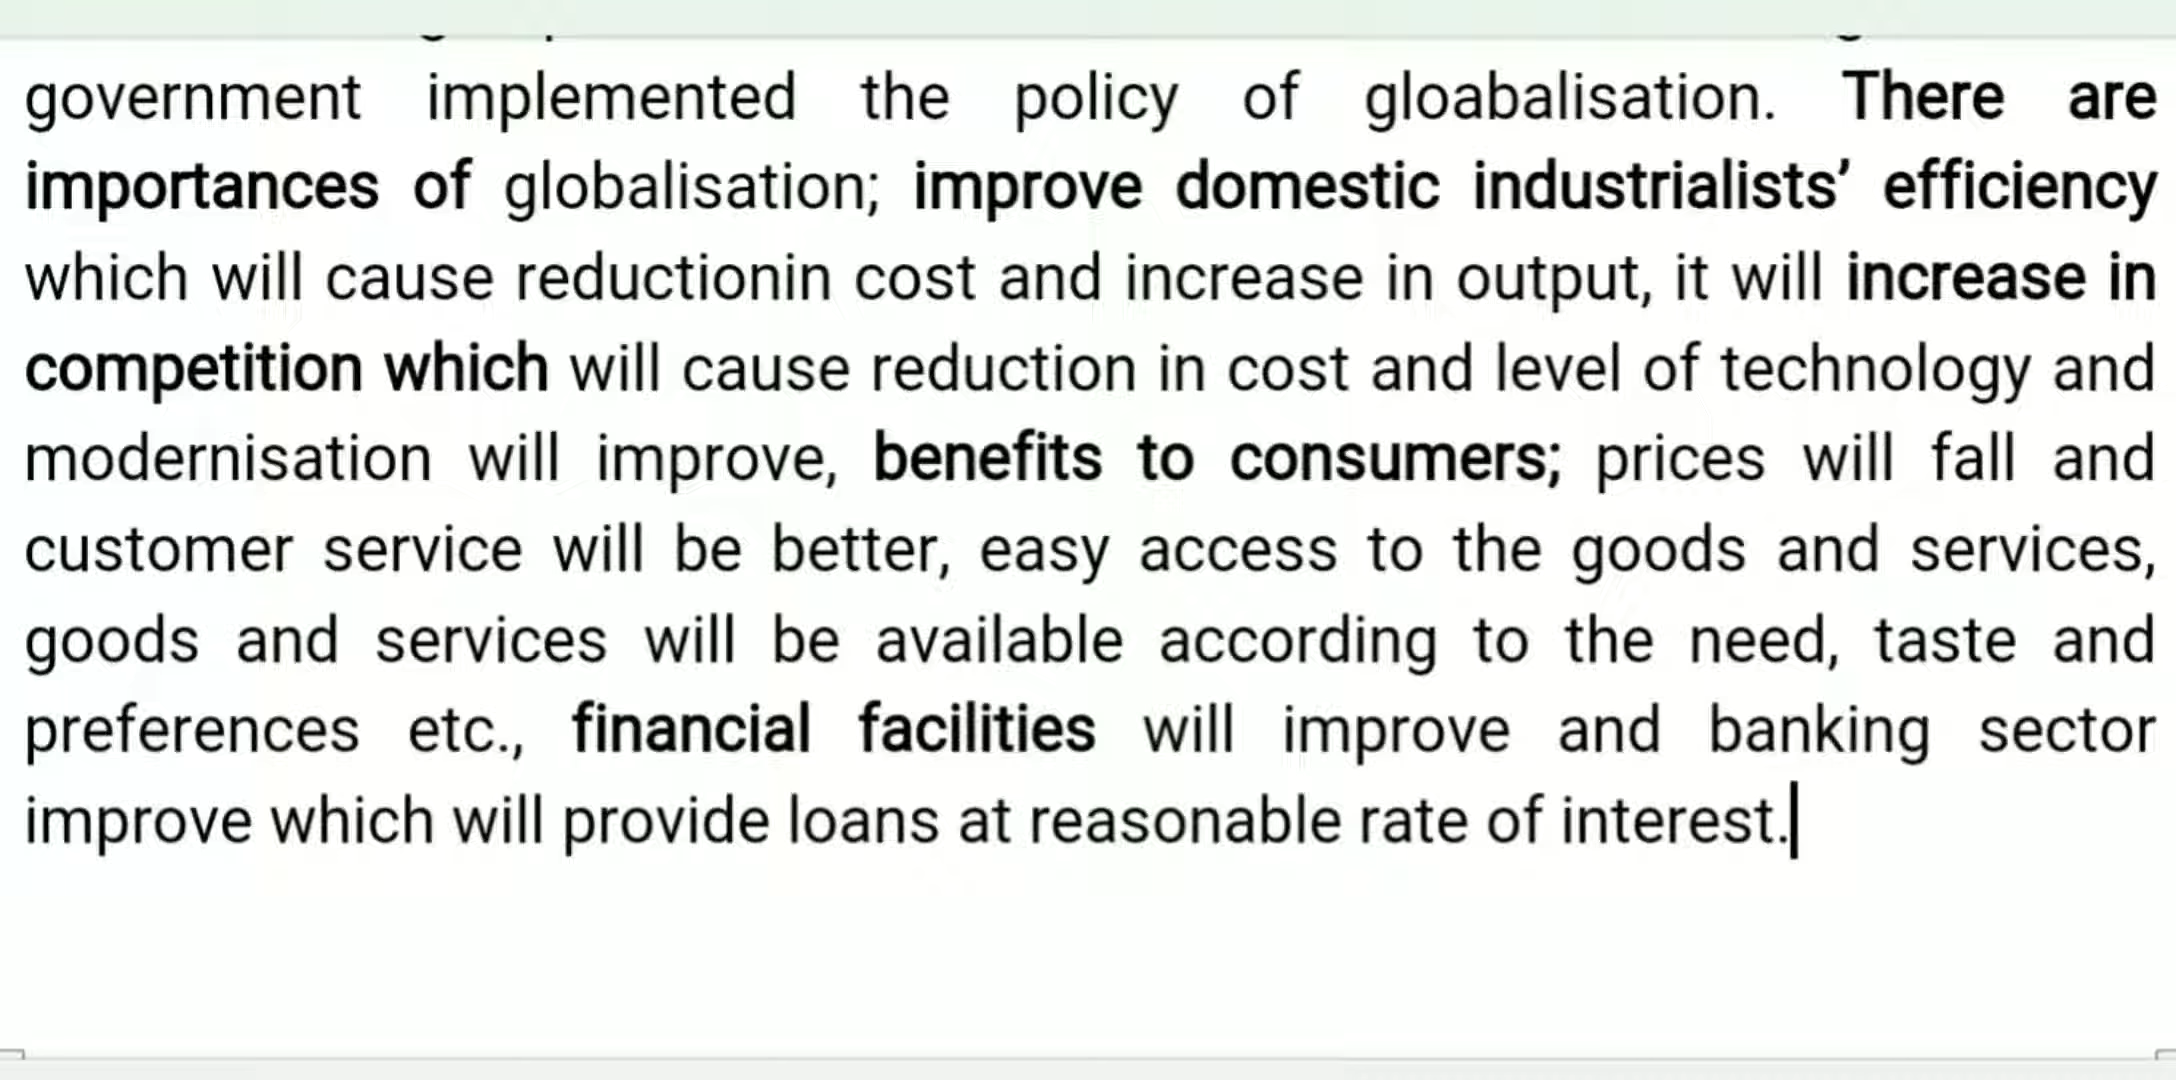 government implemented the policy of gloabalisation. There are
importances of globalisation; improve domestic industrialists’ efficiency
which will cause reductionin cost and increase in output, it will increase in
competition which will cause reduction in cost and level of technology and
modernisation will improve, benefits to consumers; prices will fall and
customer service will be better, easy access to the goods and services,
goods and services will be available according to the need, taste and
preferences etc., financial facilities will improve and banking sector
improve which will provide loans at reasonable rate of interest.